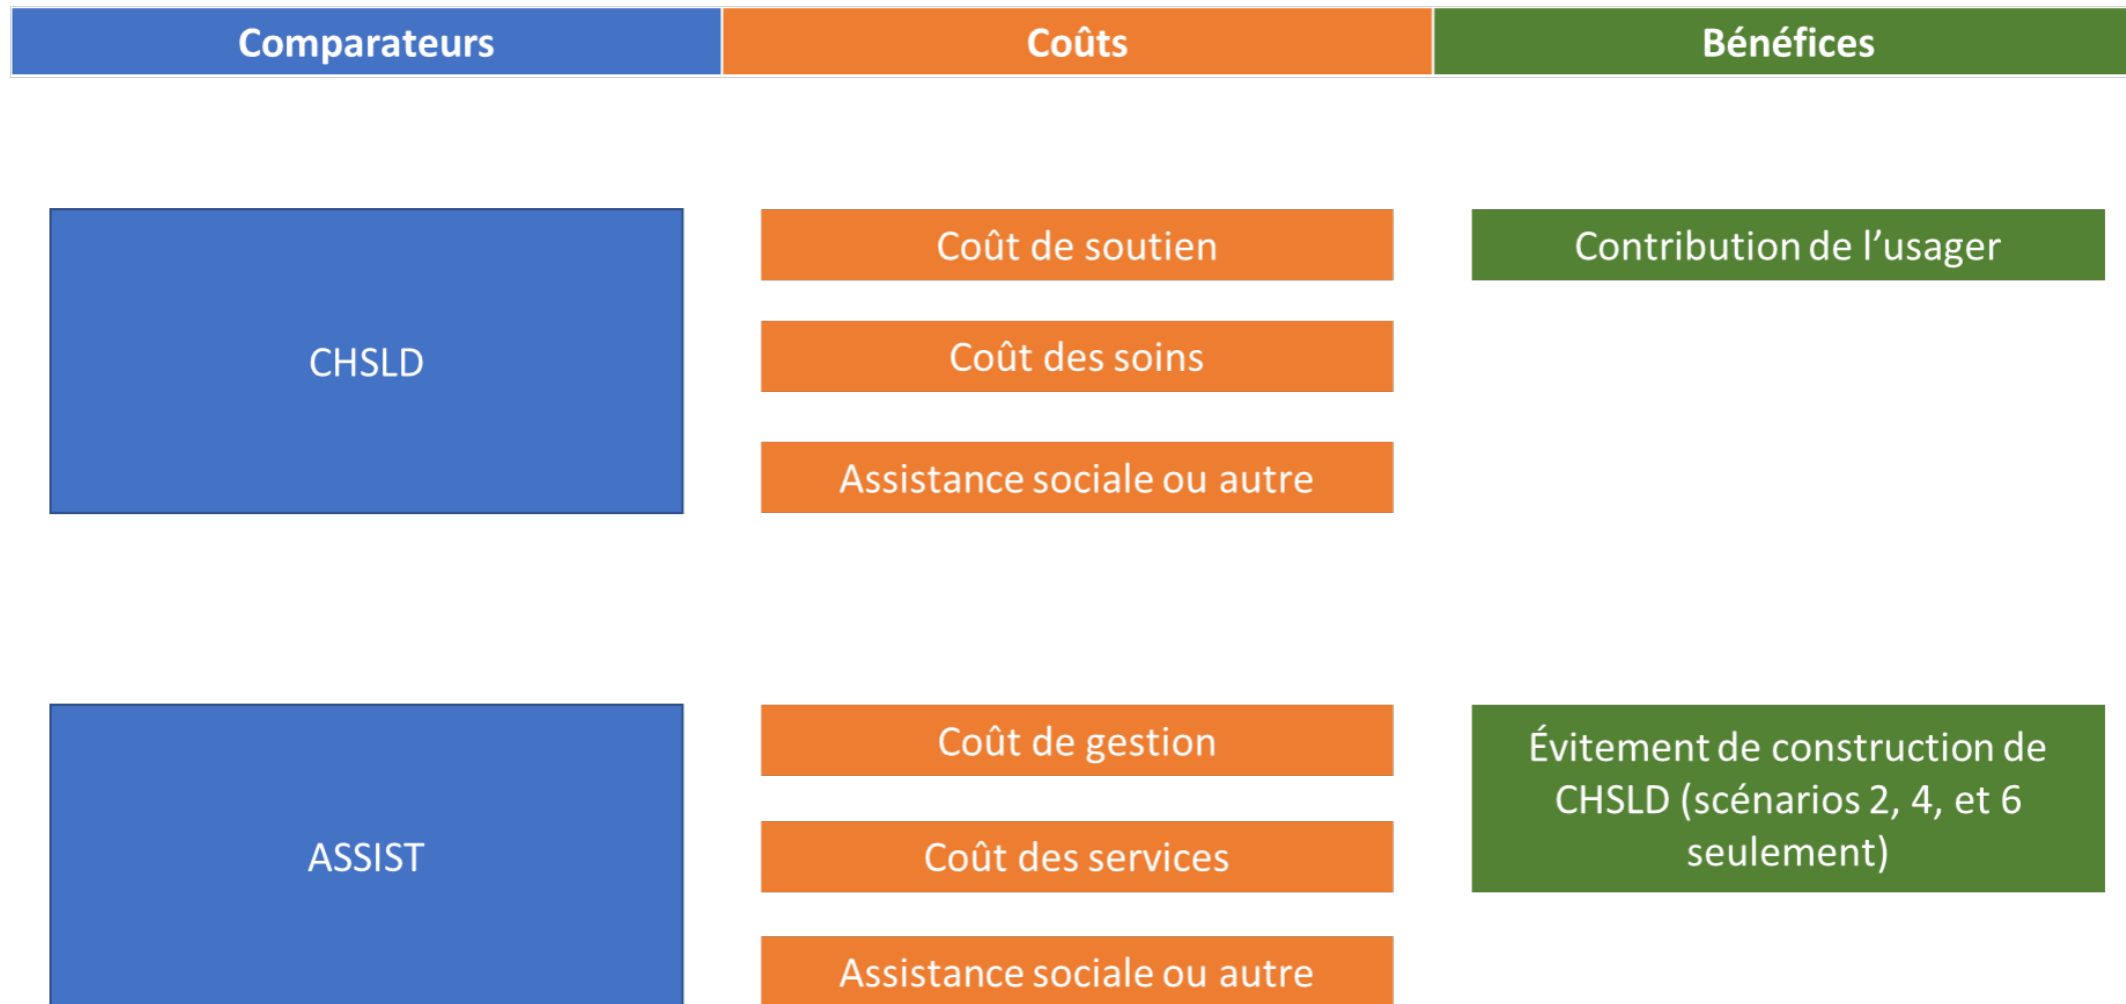 Comparateurs
Coûts
Bénéfices
CHSLD
Coût de soutien
Coût des soins
Assistance sociale ou autre
Contribution de l'usager
ASSIST
Coût de gestion
Coût des services
Assistance sociale ou autre
Évitement de construction de
CHSLD (scénarios 2, 4, et 6
seulement)